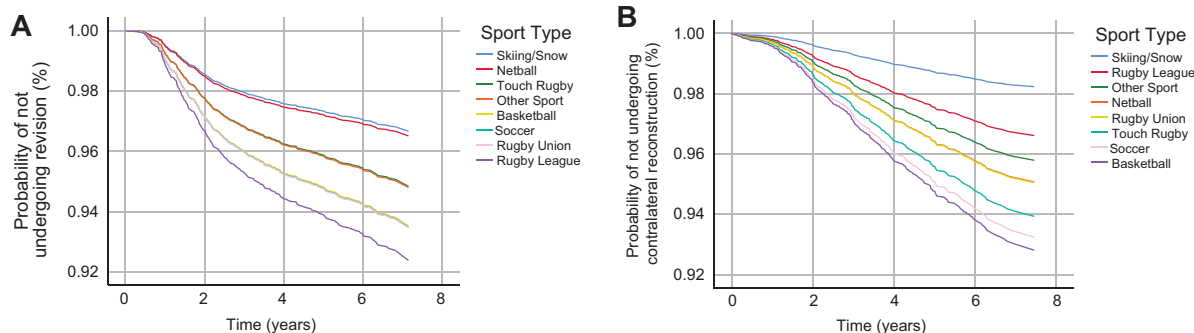 A
Probability of not
undergoing revision (%)
1.00
0.98
0.96
0.94
0.92
0
2
4
6
8
Time (years)
Sport Type
Skiing/Snow
Netball
Touch Rugby
Other Sport
Basketball
Soccer
Rugby Union
Rugby League
B
Probability of not undergoing
contralateral reconstruction (%)
1.00
0.98
0.96
0.94
0.92
0
2
4
6
8
Time (years)
Sport Type
Skiing/Snow
Rugby League
Other Sport
Netball
Rugby Union
Touch Rugby
Soccer
Basketball